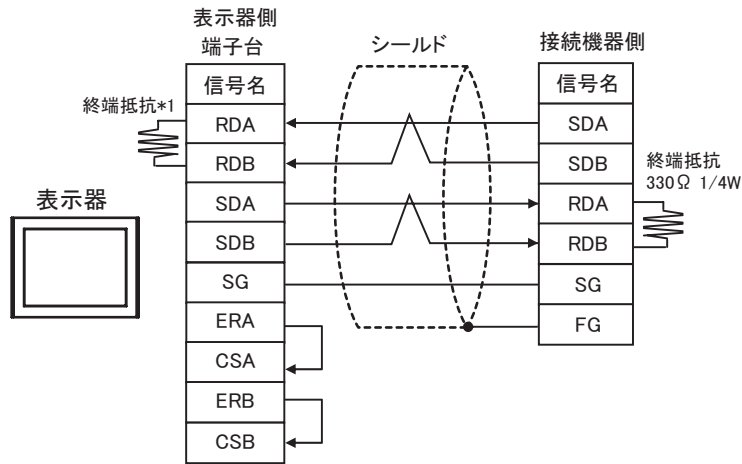 表示器側
端子台
シールド
接続機器側
信号名
信号名
終端抵抗*1
RDA
SDA
RDB
SDB
終端抵抗
330Ω 1/4W
表示器
SDA
RDA
SDB
RDB
SG
SG
ERA
FG
CSA
ERB
CSB